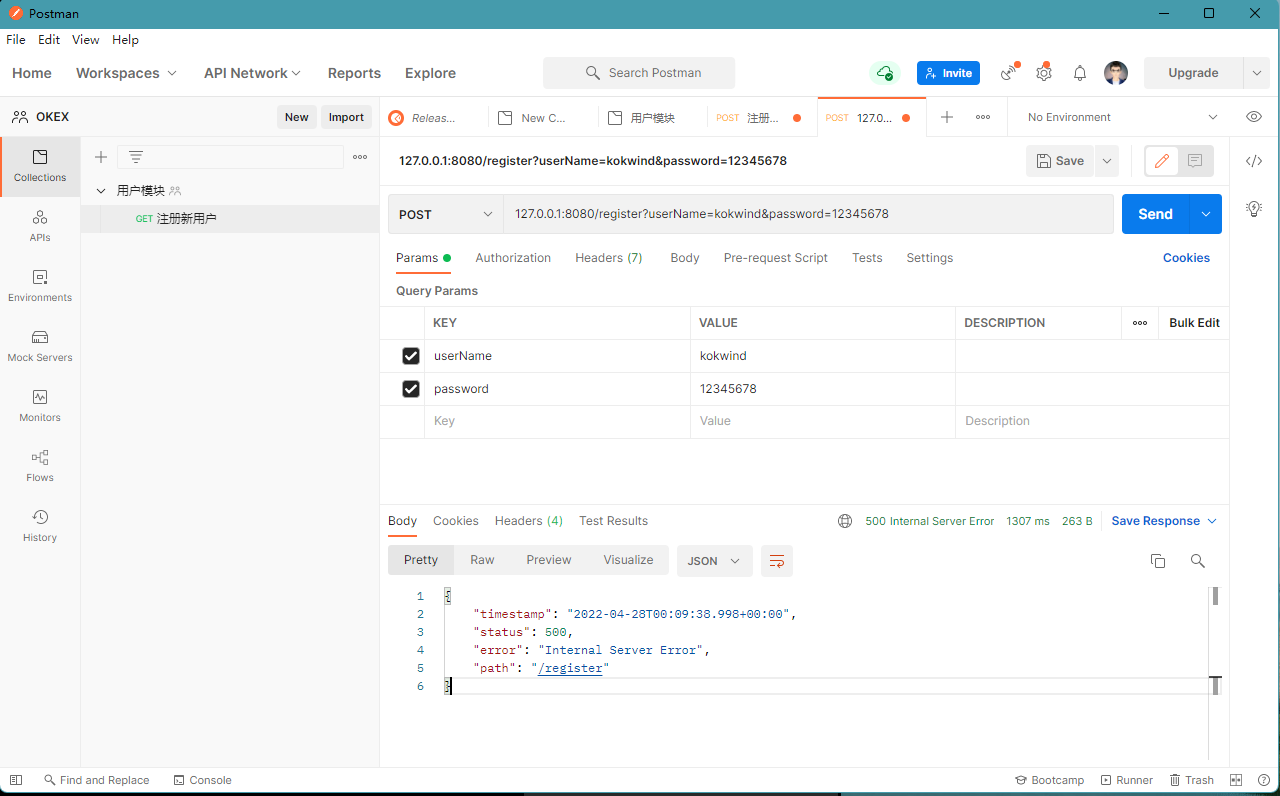 Postman
File Edit View Help
Home Workspaces API Network Reports Explore Search Postman Invite Upgrade
OKEX New Import Releas... New C... 用户模块 POST 注册... POST 127.0... No Environment
Collections
APIs
Environments
Mock Servers
Monitors
Flows
History
用户模块
GET 注册新用户
127.0.0.1:8080/register?userName=kokwind&password=12345678 Save
POST 127.0.0.1:8080/register?userName=kokwind&password=12345678 Send
Params Authorization Headers (7) Body Pre-request Script Tests Settings Cookies
Query Params
KEY VALUE DESCRIPTION Bulk Edit
userName kokwind
password 12345678
Key Value Description
Body Cookies Headers (4) Test Results 500 Internal Server Error 1307 ms 263 B Save Response
Pretty Raw Preview Visualize JSON
1 {
2 "timestamp": "2022-04-28T00:09:38.998+00:00",
3 "status": 500,
4 "error": "Internal Server Error",
5 "path": "/register"
6 }
Find and Replace Console Bootcamp Runner Trash